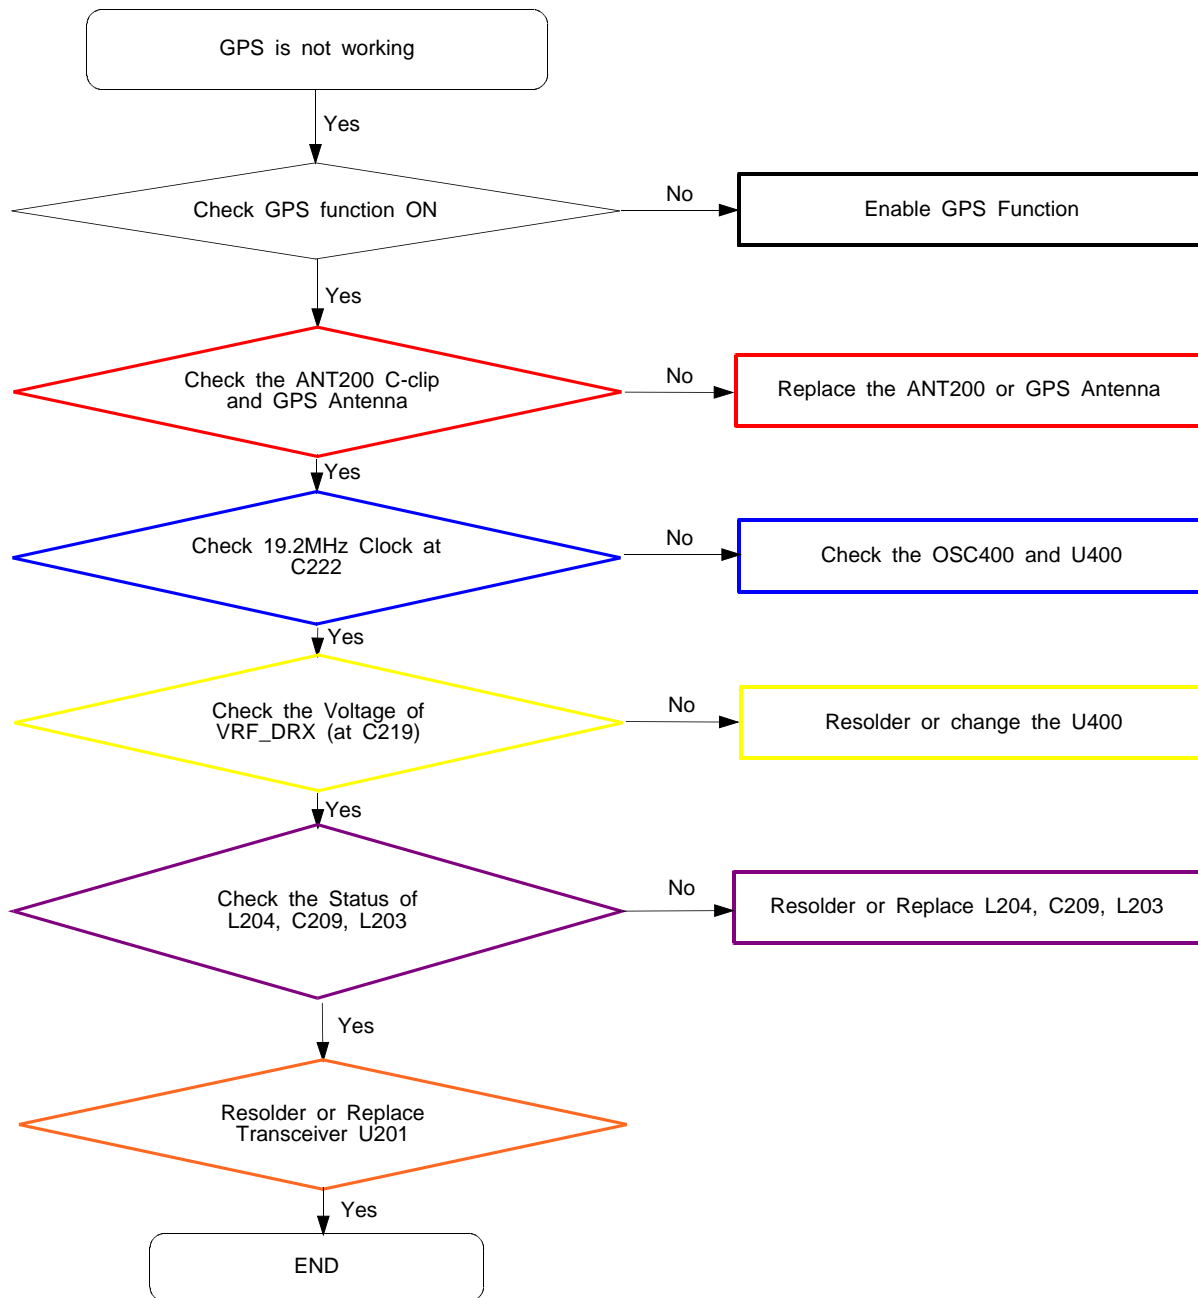 GPS is not working
Yes
Check GPS function ON
No
Enable GPS Function
Yes
Check the ANT200 C-clip
and GPS Antenna
No
Replace the ANT200 or GPS Antenna
Yes
Check 19.2MHz Clock at
C222
No
Check the OSC400 and U400
Yes
Check the Voltage of
VRF_DRX (at C219)
No
Resolder or change the U400
Yes
Check the Status of
L204, C209, L203
No
Resolder or Replace L204, C209, L203
Yes
Resolder or Replace
Transceiver U201
Yes
END